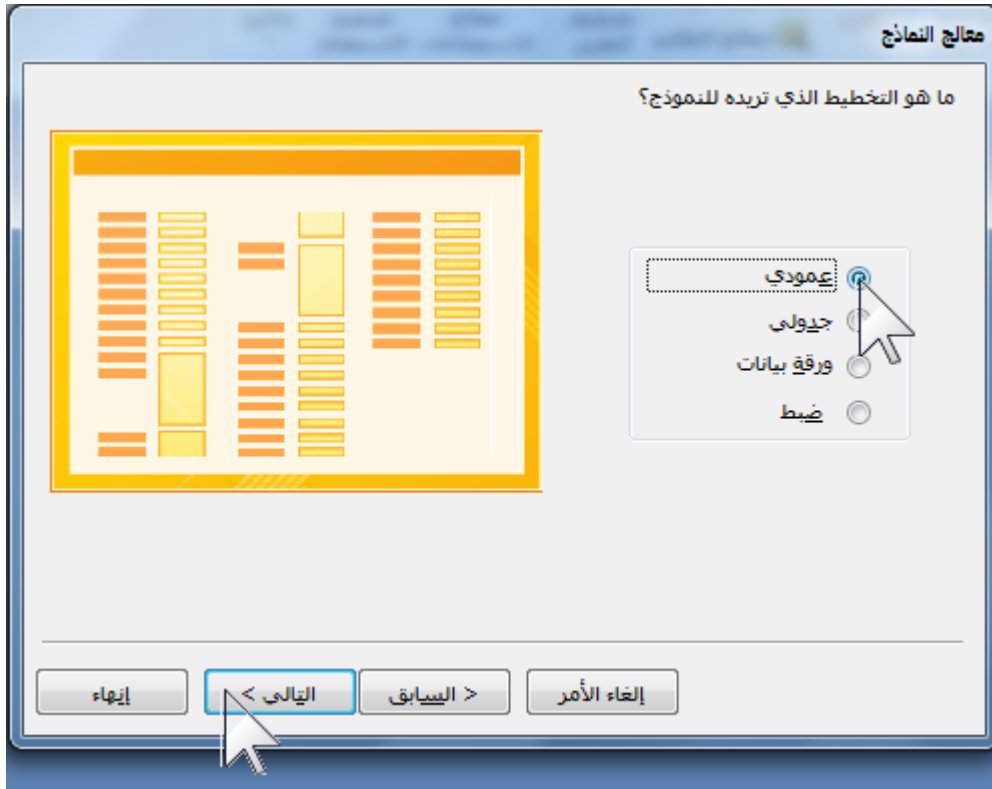 معالج النماذج
ما هو التخطيط الذي تريده للنموذج؟
عمودي
جدولي
ورقة بيانات
ضبط
إلغاء الأمر
< السابق
التالي >
إنهاء